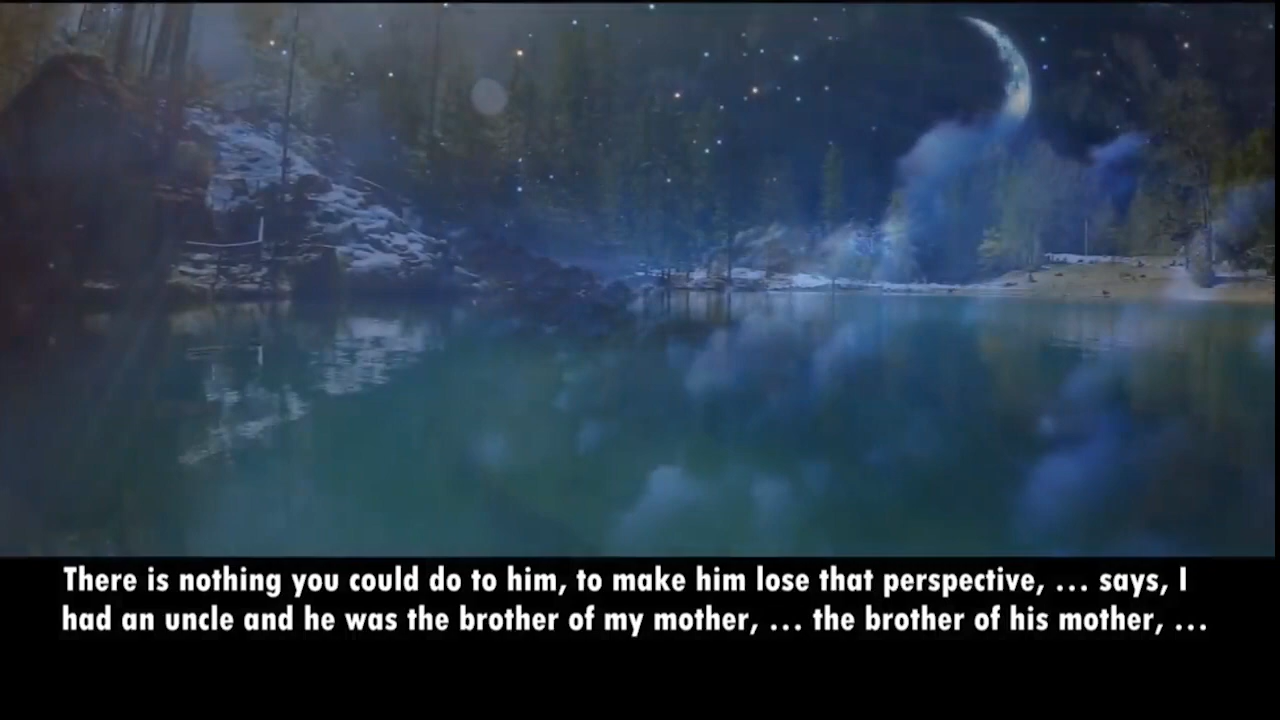 There is nothing you could do to him, to make him lose that perspective, ... says, I
had an uncle and he was the brother of my mother, ... the brother of his mother, ...